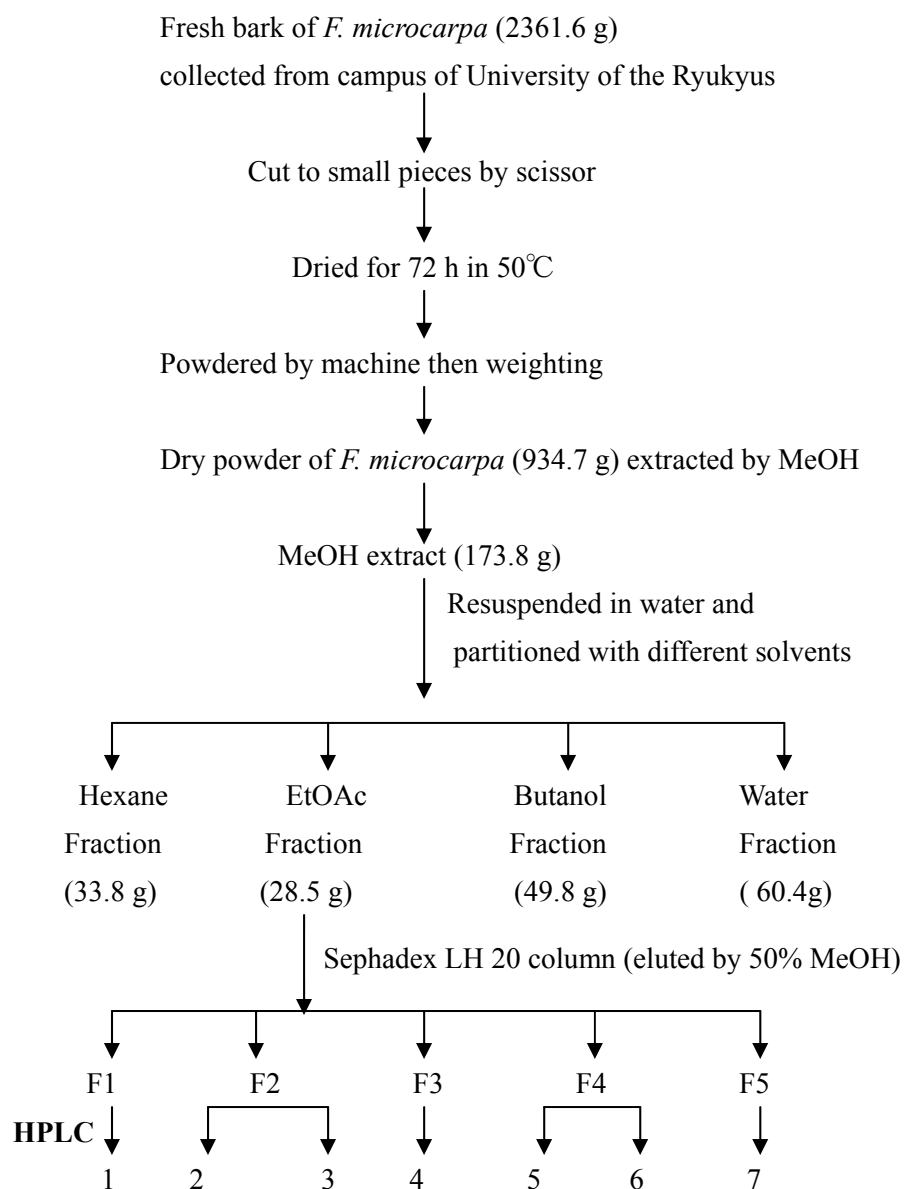 Fresh bark of F. microcarpa (2361.6 g)
collected from campus of University of the Ryukyus
Cut to small pieces by scissor
Dried for 72 h in 50℃
Powdered by machine then weighting
Dry powder of F. microcarpa (934.7 g) extracted by MeOH
MeOH extract (173.8 g)
Resuspended in water and
partitioned with different solvents
Hexane EtOAc Butanol Water
Fraction Fraction Fraction Fraction
(33.8 g) (28.5 g) (49.8 g) ( 60.4g)
Sephadex LH 20 column (eluted by 50% MeOH)
F1 F2 F3 F4 F5
HPLC
1 2 3 4 5 6 7